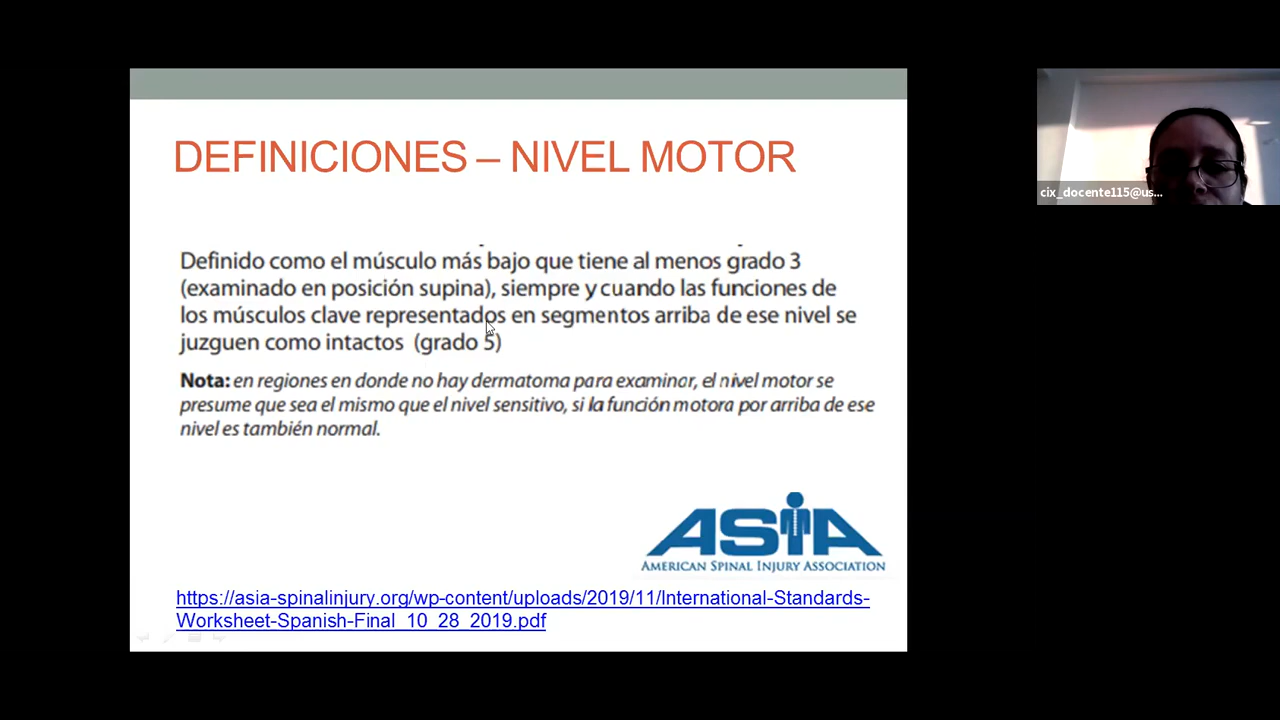 DEFINICIONES – NIVEL MOTOR
cix_docente115@us...
Definido como el músculo más bajo que tiene al menos grado 3
(examinado en posición supina), siempre y cuando las funciones de
los músculos clave representados en segmentos arriba de ese nivel se
juzguen como intactos (grado 5)
Nota: en regiones en donde no hay dermatoma para examinar, el nivel motor se
presume que sea el mismo que el nivel sensitivo, si la función motora por arriba de ese
nivel es también normal.
ASIA
AMERICAN SPINAL INJURY ASSOCIATION
https://asia-spinalinjury.org/wp-content/uploads/2019/11/International-Standards-
Worksheet-Spanish-Final_10_28_2019.pdf